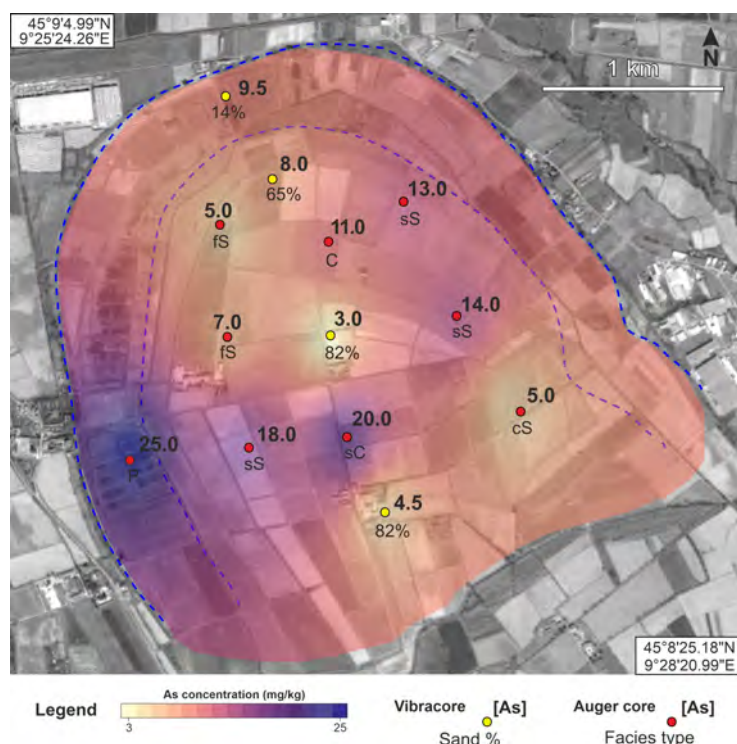 45°9'4.99"N
9°25'24.26"E
N
1 km
9.5
14%
8.0
65%
13.0
sS
5.0
fS
11.0
C
14.0
sS
7.0
fS
3.0
82%
5.0
cS
25.0
P
18.0
sS
20.0
sC
4.5
82%
45°8'25.18"N
9°28'20.99"E
Legend
As concentration (mg/kg)
3 25
Vibracore [As]
Sand %
Auger core [As]
Facies type